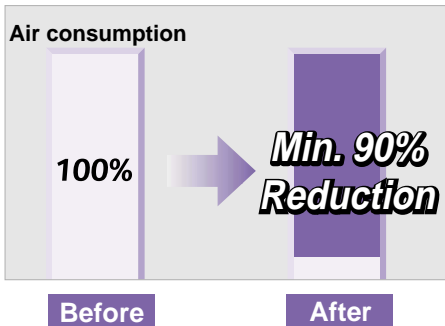 Air consumption
100%
Min. 90%
Reduction
Before
After